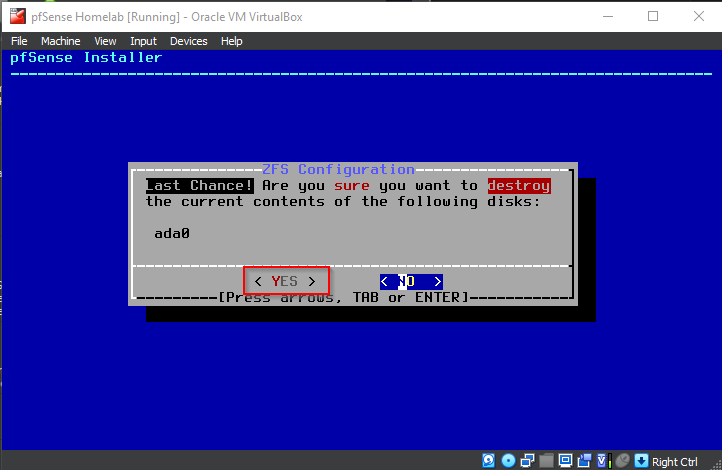 pfSense Homelab [Running] - Oracle VM VirtualBox
File Machine View Input Devices Help
pfSense Installer
ZFS Configuration
Last Chance! Are you sure you want to destroy
the current contents of the following disks:
ada0
< YES > < NO >
[Press arrows, TAB or ENTER]
Right Ctrl